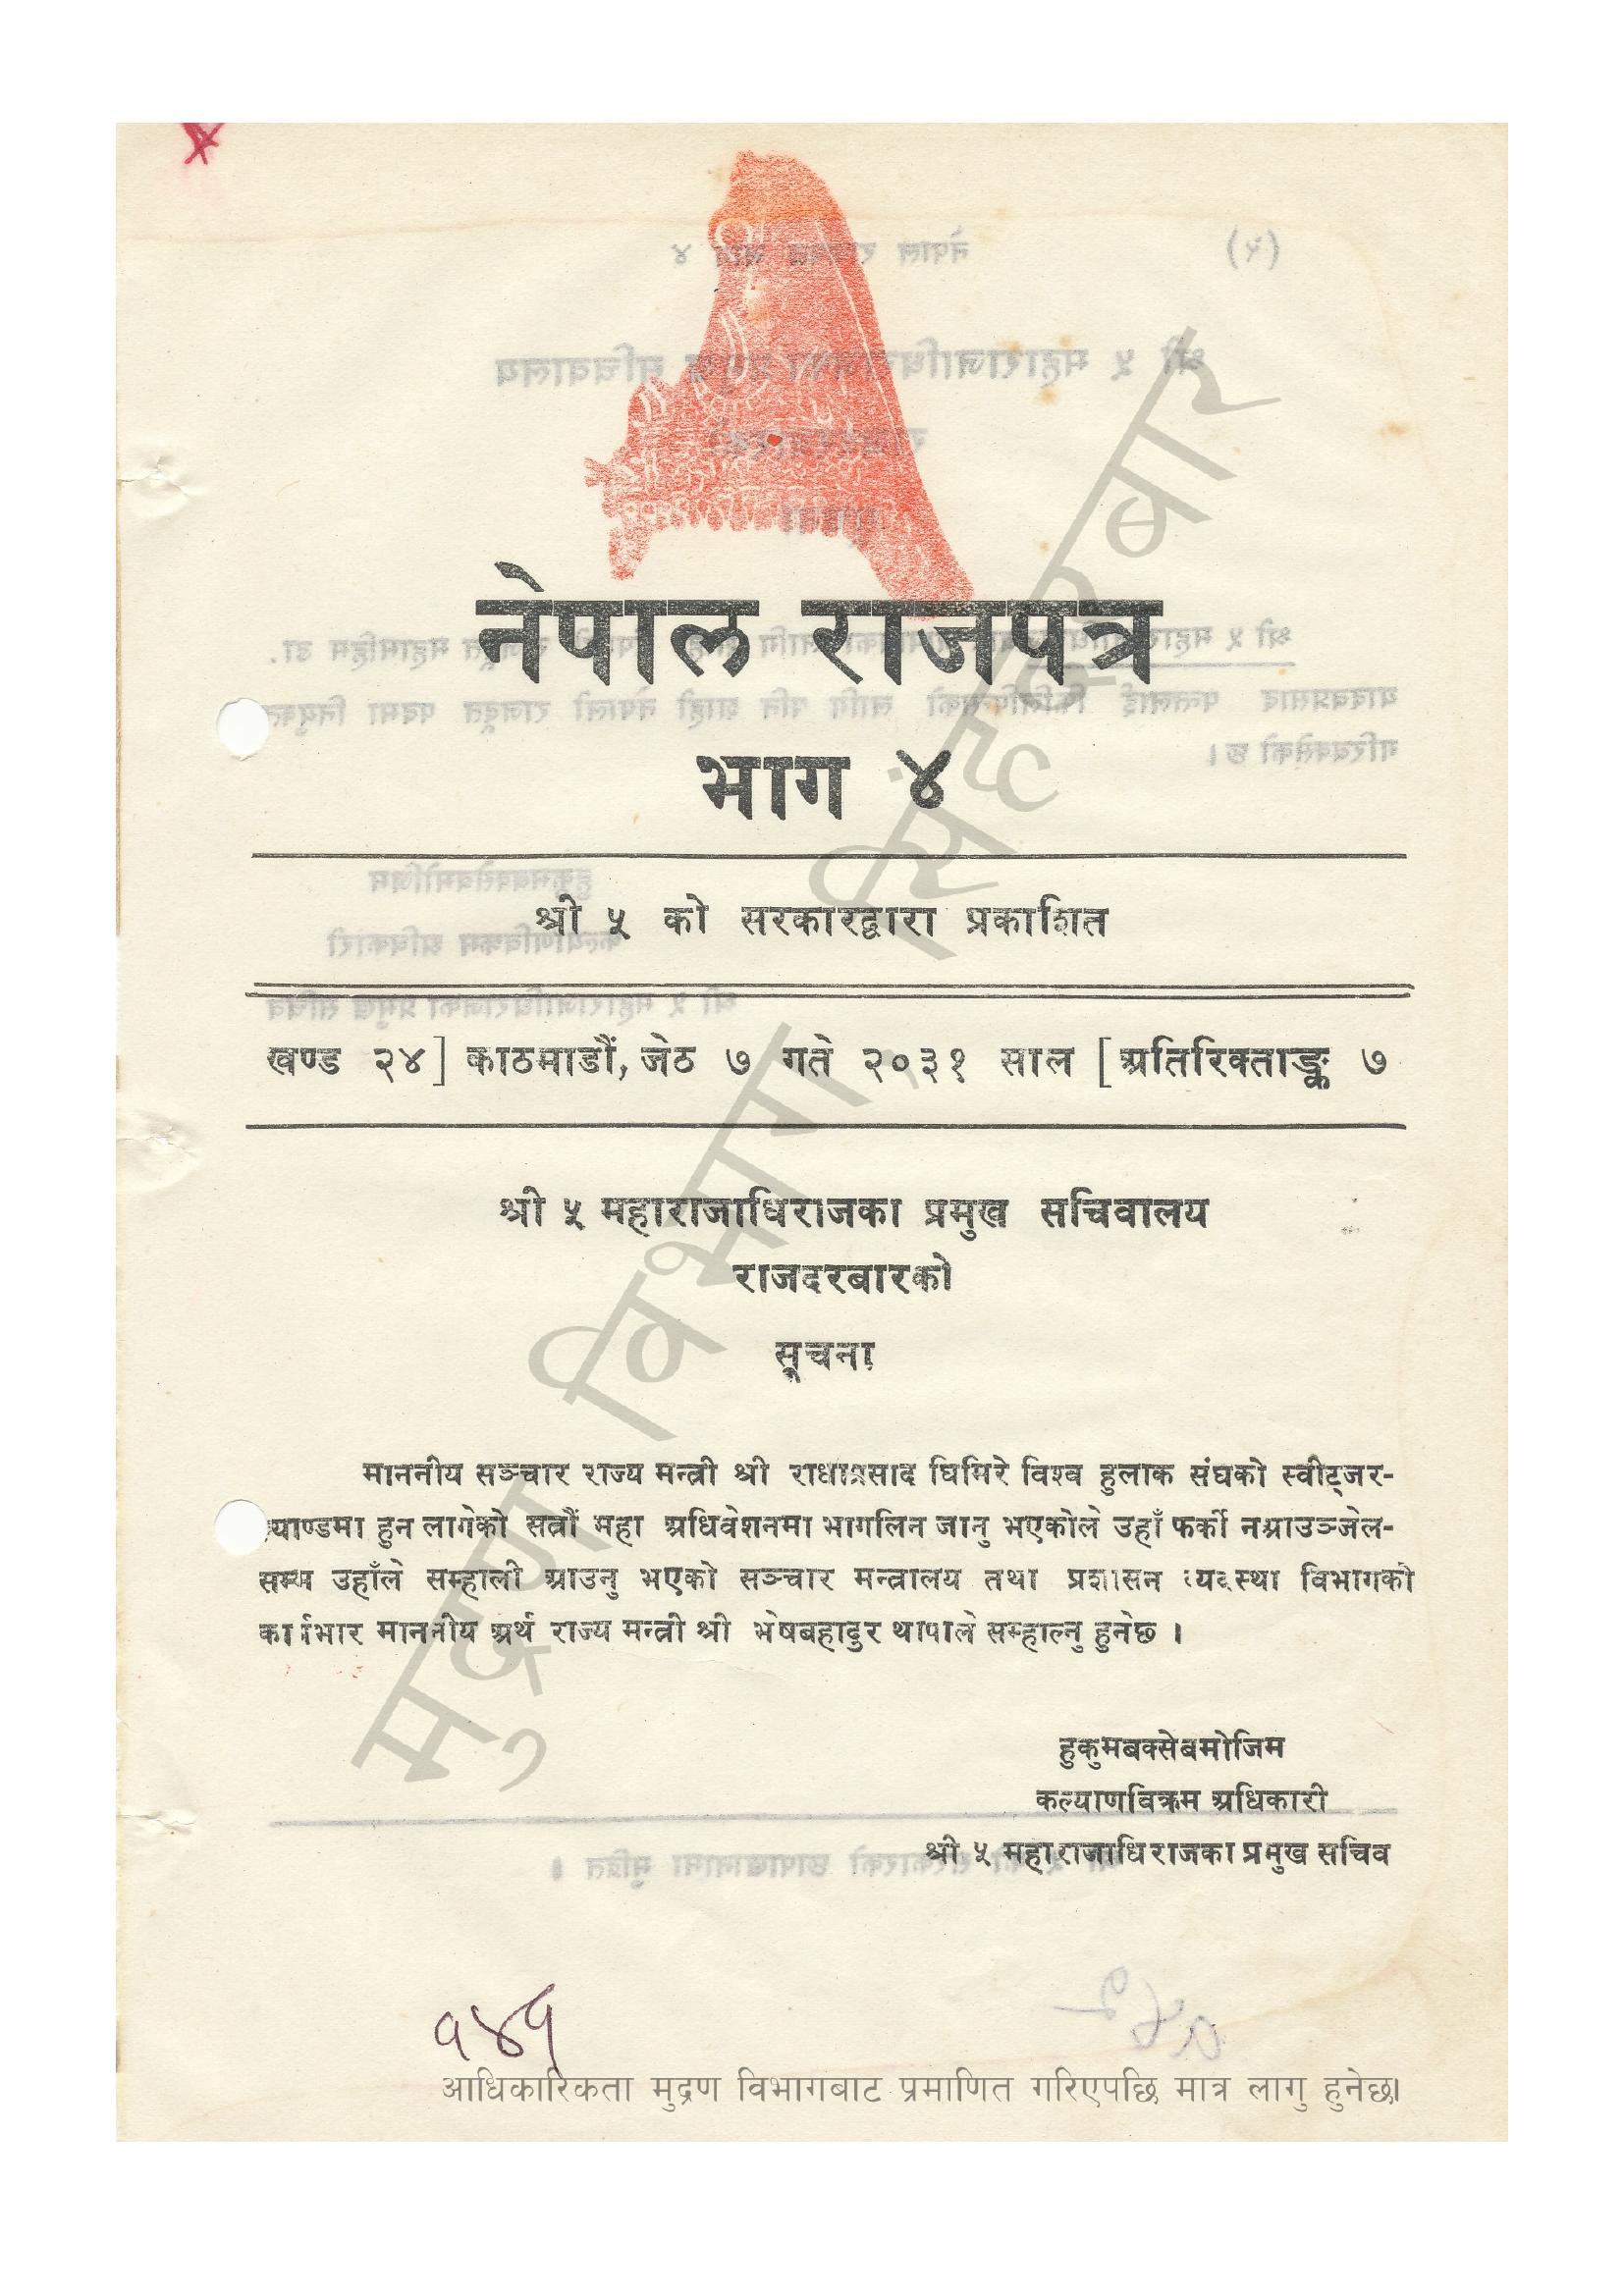 नेपाल राजपत्र
भाग ४
श्री ५ को सरकारद्वारा प्रकाशित
खण्ड २४] काठमाडौं, जेठ ७ गते २०३१ साल [अतिरिक्ताङ्क ७
श्री ५ महाराजाधिराजका प्रमुख सचिवालय
राजदरबारको
सूचना
माननीय सञ्चार राज्य मन्त्री श्री राधाप्रसाद घिमिरे विश्व हुलाक संघको स्वीट्जर-
ल्याण्डमा हुन लागेको सत्रौं महा अधिवेशनमा भागलिन जानु भएकोले उहाँ फर्की नआउञ्जेल-
सम्म उहाँले सम्हाली आउनु भएको सञ्चार मन्त्रालय तथा प्रशासन व्यवस्था विभागको
कार्यभार माननीय अर्थ राज्य मन्त्री श्री भेषबहादुर थापाले सम्हाल्नु हुनेछ ।
हुकुमबक्सेबमोजिम
कल्याणविक्रम अधिकारी
श्री ५ महाराजाधिराजका प्रमुख सचिव
१४१
आधिकारिकता मुद्रण विभागबाट प्रमाणित गरिएपछि मात्र लागु हुनेछ।
मुद्रण विभाग, सिंहदरबार